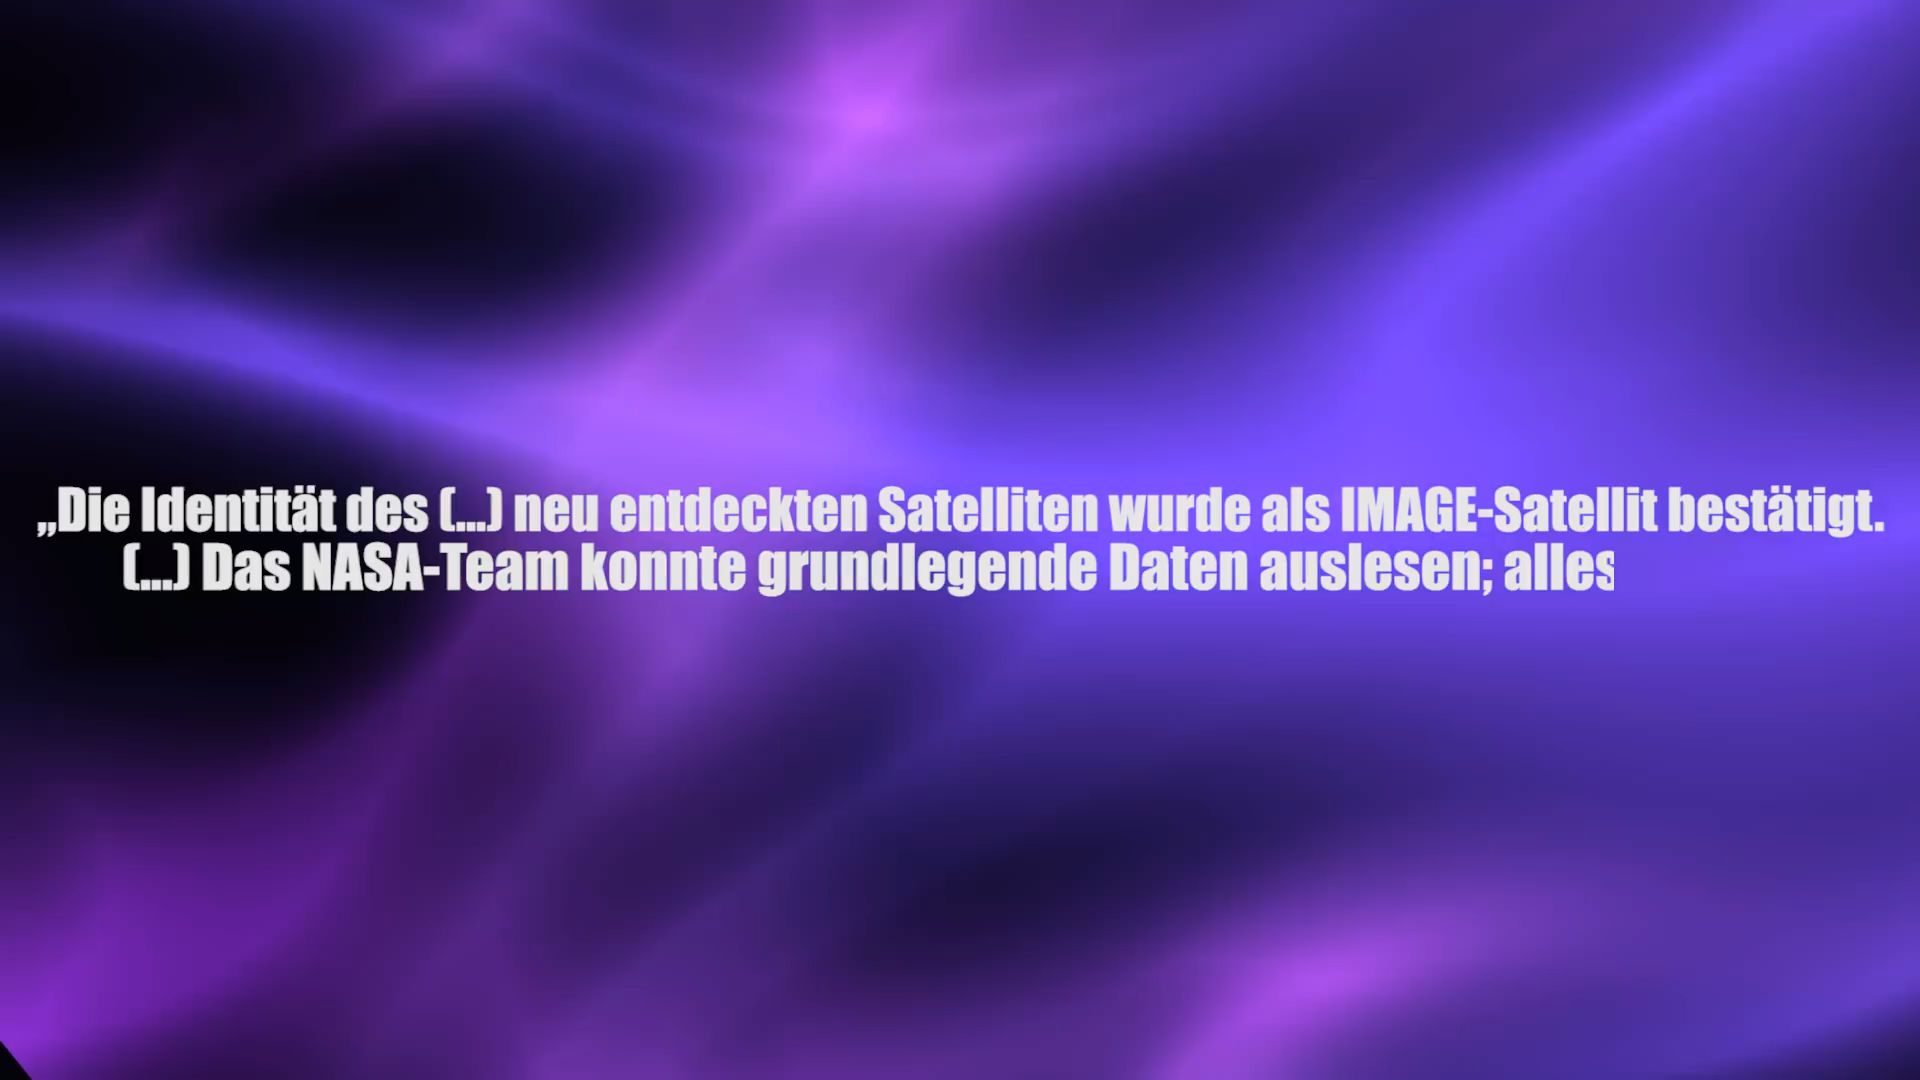 „Die Identität des (...) neu entdeckten Satelliten wurde als IMAGE-Satellit bestätigt.
(...) Das NASA-Team konnte grundlegende Daten auslesen; alles